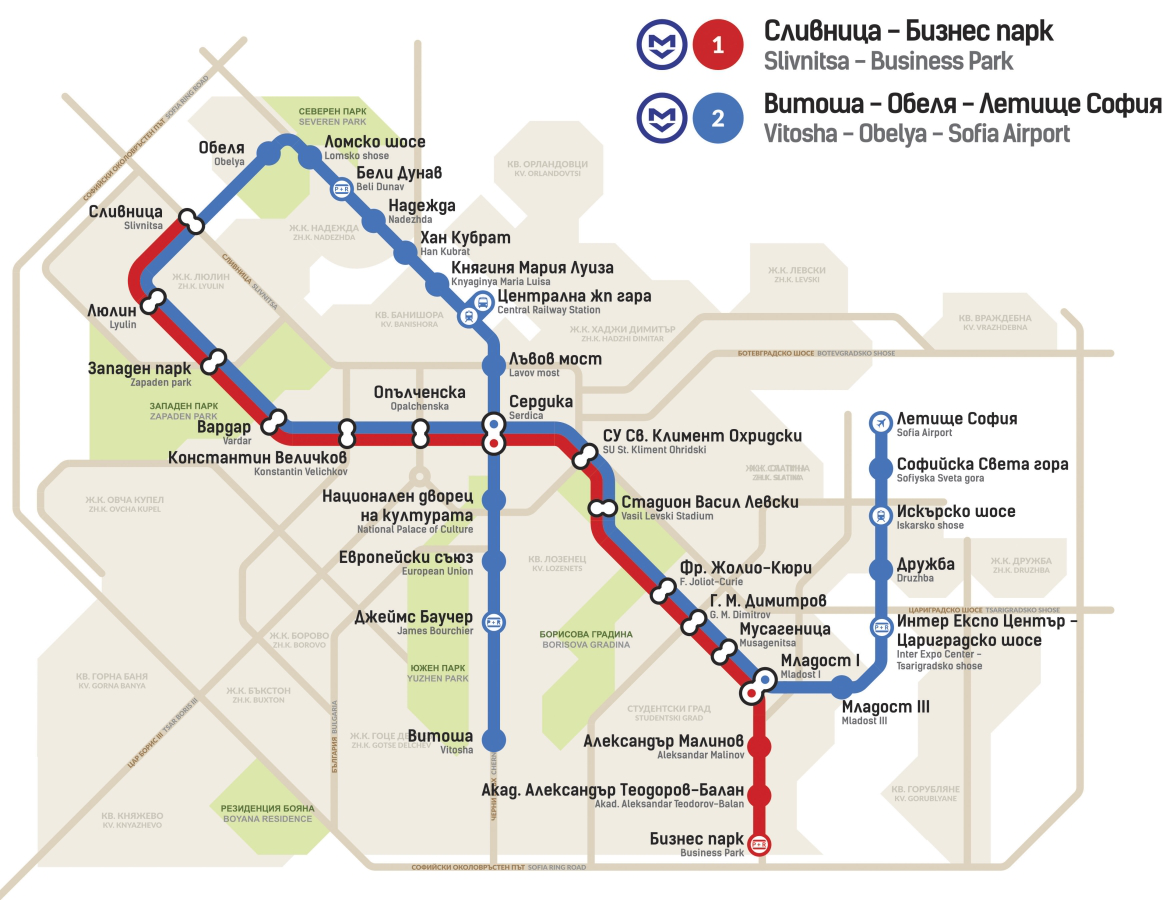 1
Сливница – Бизнес парк
Slivnitsa – Business Park
2
Витоша – Обеля – Летище София
Vitosha – Obelya – Sofia Airport
СОФИЙСКИ ОКОЛОВРЪСТЕН ПЪТ SOFIA RING ROAD
СЕВЕРЕН ПАРК
SEVEREN PARK
Обеля
Obelya
Ломско шосе
Lomsko shose
Бели Дунав
Beli Dunav
P+R
КВ. ОРЛАНДОВЦИ
KV. ORLANDOVTSI
Сливница
Slivnitsa
Надежда
Nadezhda
Ж.К. НАДЕЖДА
ZH.K. NADEZHDA
Хан Кубрат
Han Kubrat
СЛИВНИЦА SLIVNITSA
Ж.К. ЛЮЛИН
ZH.K. LYULIN
Княгиня Мария Луиза
Knyaginya Maria Luisa
Ж.К. ЛЕВСКИ
ZH.K. LEVSKI
Централна жп гара
Central Railway Station
Люлин
Lyulin
КВ. БАНИШОРА
KV. BANISHORA
Ж.К. ХАДЖИ ДИМИТЪР
ZH.K. HADZHI DIMITAR
КВ. ВРАЖДЕБНА
KV. VRAZHDEBNA
БОТЕВГРАДСКО ШОСЕ BOTEVGRADSKO SHOSE
Лъвов мост
Lavov most
Западен парк
Zapaden park
Опълченска
Opalchenska
Сердика
Serdica
ЗАПАДЕН ПАРК
ZAPADEN PARK
Вардар
Vardar
Летище София
Sofia Airport
СУ Св. Климент Охридски
SU St. Kliment Ohridski
Константин Величков
Konstantin Velichkov
Софийска Света гора
Sofiyska Sveta gora
Ж.К. СЛАТИНА
ZH.K. SLATINA
Ж.К. ОВЧА КУПЕЛ
ZH.K. OVCHA KUPEL
Национален дворец
на културата
National Palace of Culture
Стадион Васил Левски
Vasil Levski Stadium
Искърско шосе
Iskarsko shose
Европейски съюз
European Union
КВ. ЛОЗЕНЕЦ
KV. LOZENETS
Фр. Жолио-Кюри
F. Joliot-Curie
Дружба
Druzhba
Ж.К. ДРУЖБА
ZH.K. DRUZHBA
Г. М. Димитров
G. M. Dimitrov
ЦАРИГРАДСКО ШОСЕ TSARIGRADSKO SHOSE
Джеймс Баучер
James Bourchier
P+R
Мусагеница
Musagenitsa
P+R
Интер Експо Център –
Цариградско шосе
Inter Expo Center –
Tsarigradsko shose
Ж.К. БОРОВО
ZH.K. BOROVO
БОРИСОВА ГРАДИНА
BORISOVA GRADINA
Младост I
Mladost I
ЮЖЕН ПАРК
YUZHEN PARK
КВ. ГОРНА БАНЯ
KV. GORNA BANYA
Ж.К. БЪКСТОН
ZH.K. BUXTON
Младост III
Mladost III
СТУДЕНТСКИ ГРАД
STUDENTSKI GRAD
ЦАР БОРИС III TSAR BORIS III
БЪЛГАРИЯ BULGARIA
Ж.К. ГОЦЕ ДЕ
ZH.K. GOTSE DELCHEV
Витоша
Vitosha
Александър Малинов
Aleksandar Malinov
ЧЕРНИ ВРЪХ CHERNI
Акад. Александър Теодоров-Балан
Akad. Aleksandar Teodorov-Balan
КВ. ГОРУБЛЯНЕ
KV. GORUBLYANE
РЕЗИДЕНЦИЯ БОЯНА
BOYANA RESIDENCE
КВ. КНЯЖЕВО
KV. KNYAZHEVO
Бизнес парк
Business Park
P+R
СОФИЙСКИ ОКОЛОВРЪСТЕН ПЪТ SOFIA RING ROAD